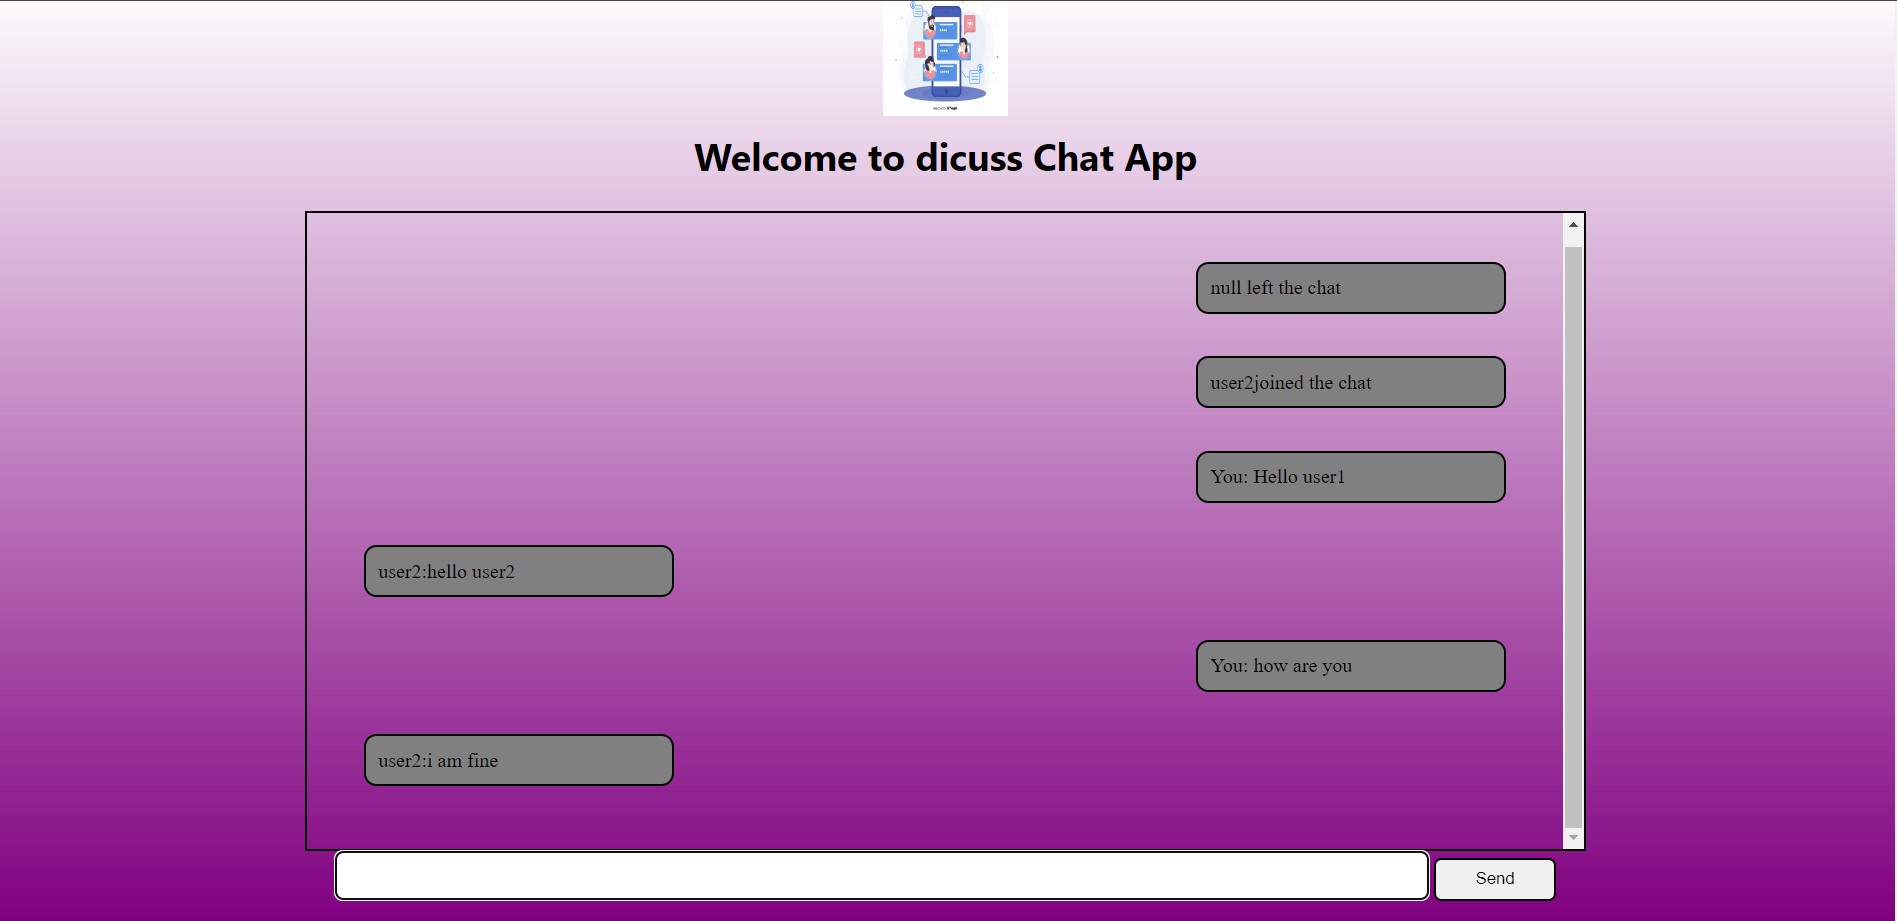 Welcome to dicuss Chat App
null left the chat
user2joined the chat
You: Hello user1
user2:hello user2
You: how are you
user2:i am fine
Send